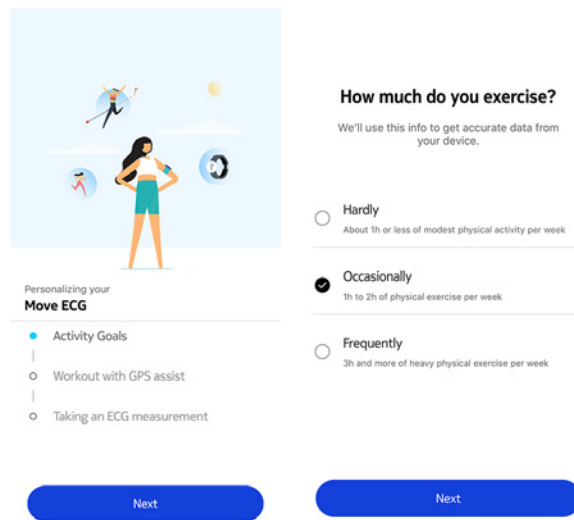 Personalizing your
Move ECG
Activity Goals
Workout with GPS assist
Taking an ECG measurement
Next
How much do you exercise?
We'll use this info to get accurate data from
your device.
Hardly
About 1h or less of modest physical activity per week
Occasionally
1h to 2h of physical exercise per week
Frequently
3h and more of heavy physical exercise per week
Next